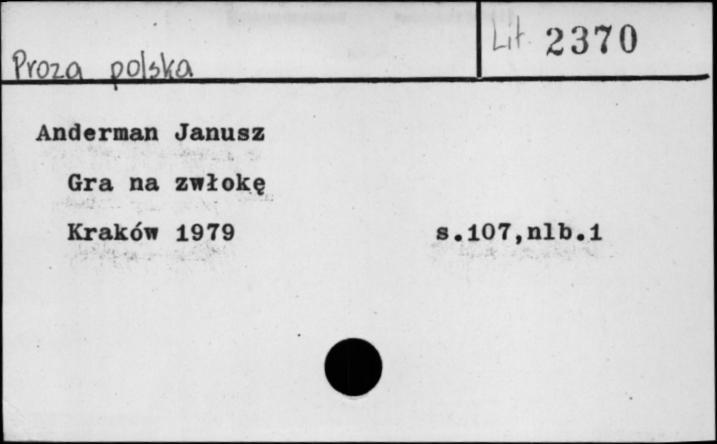 Proza polska
Lit. 2370
Anderman Janusz
Gra na zwłokę
Kraków 1979
s.107,nlb.1